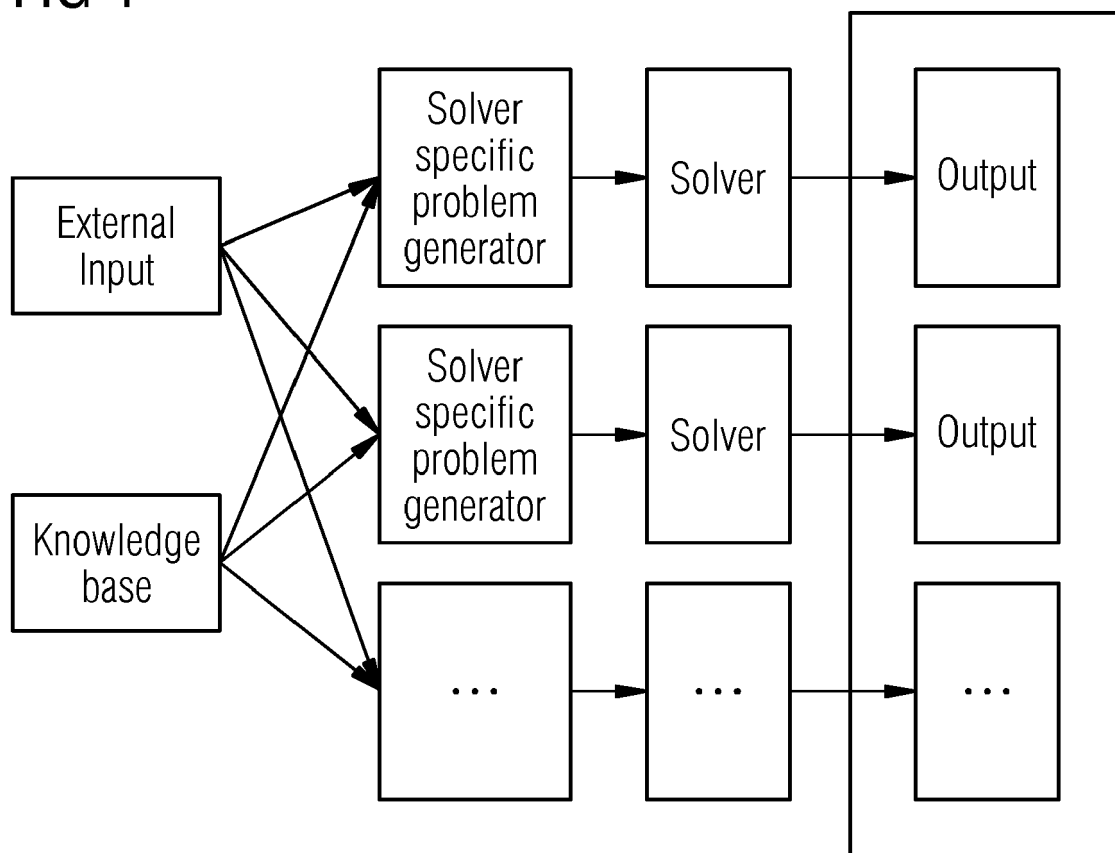 External
Input
Knowledge
base
Solver
specific
problem
generator
Solver
Output
Solver
specific
problem
generator
Solver
Output
...
...
...